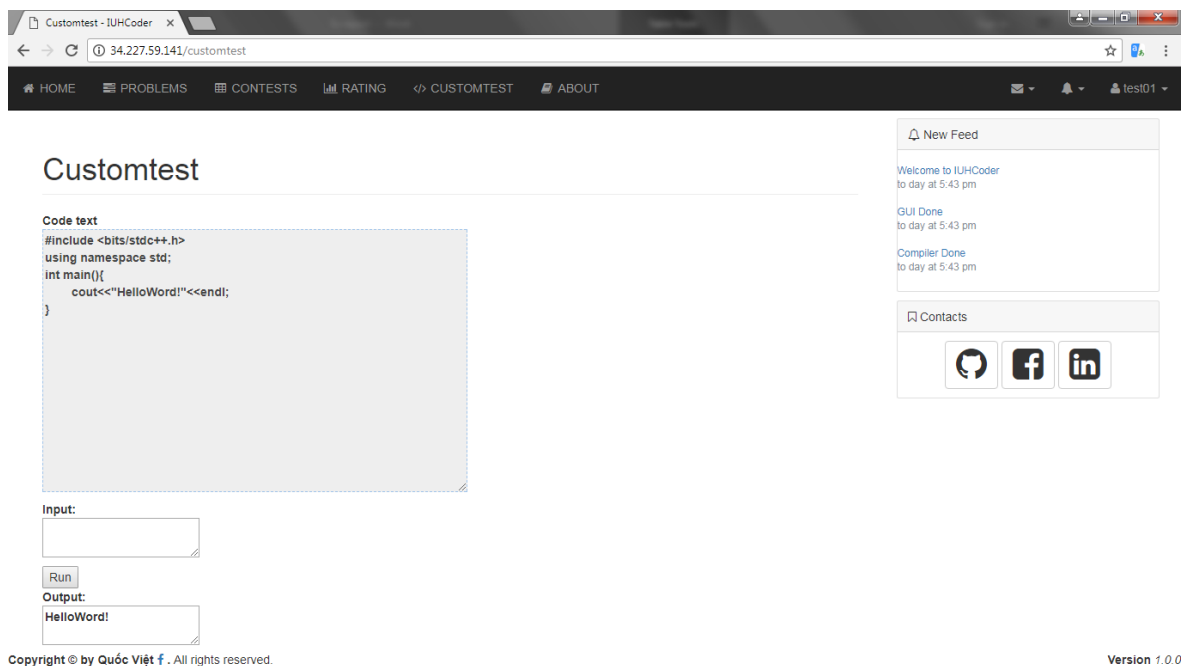 Customtest - IUHCoder
34.227.59.141/customtest
HOME PROBLEMS CONTESTS RATING </> CUSTOMTEST ABOUT test01
New Feed
Customtest
Welcome to IUHCoder
to day at 5:43 pm
GUI Done
to day at 5:43 pm
Compiler Done
to day at 5:43 pm
Contacts
Code text
#include <bits/stdc++.h>
using namespace std;
int main(){
cout<<"HelloWord!"<<endl;
}
Input:
Run
Output:
HelloWord!
Copyright © by Quốc Việt f . All rights reserved.
Version 1.0.0